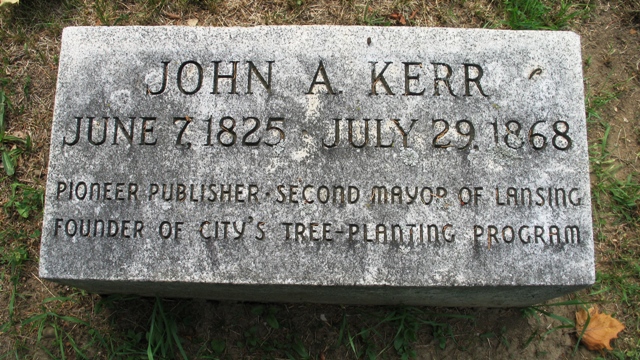 JOHN A. KERR
JUNE 7, 1825 - JULY 29, 1868
PIONEER PUBLISHER · SECOND MAYOR OF LANSING
FOUNDER OF CITY'S TREE-PLANTING PROGRAM